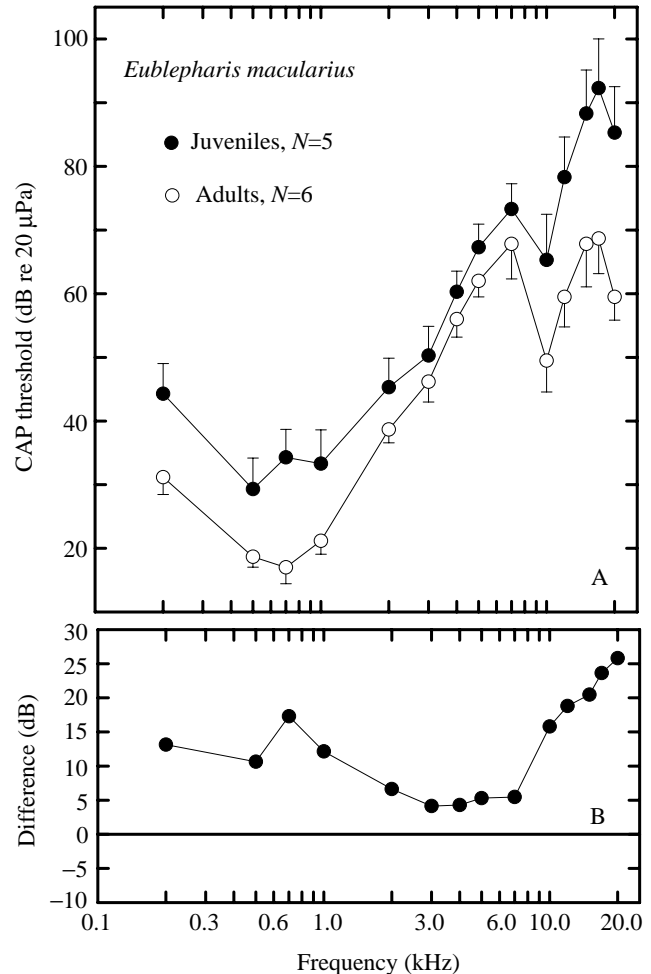 100
Eublepharis macularius
Juveniles, N=5
Adults, N=6
80
60
40
20
CAP threshold (dB re 20 μPa)
A
30
25
20
15
10
5
0
−5
−10
Difference (dB)
B
0.1 0.3 0.6 1.0 3.0 6.0 10.0 20.0
Frequency (kHz)